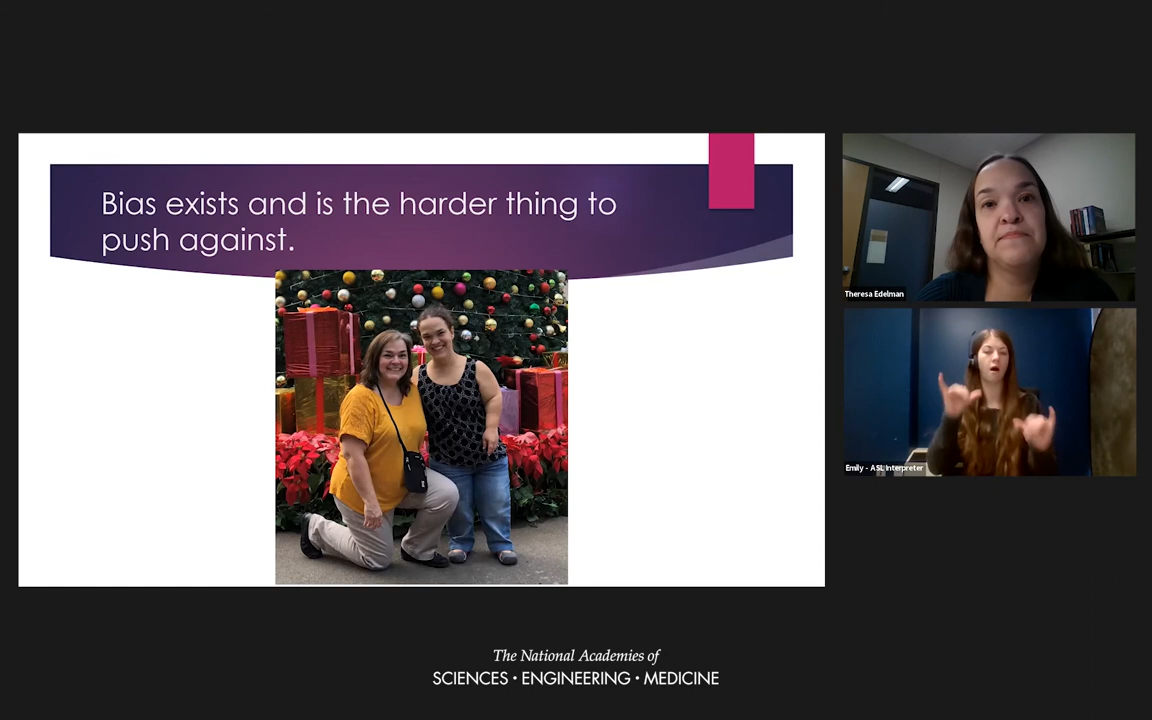 Bias exists and is the harder thing to
push against.
Theresa Edelman
Emily - ASL Interpreter
The National Academies of
SCIENCES · ENGINEERING · MEDICINE